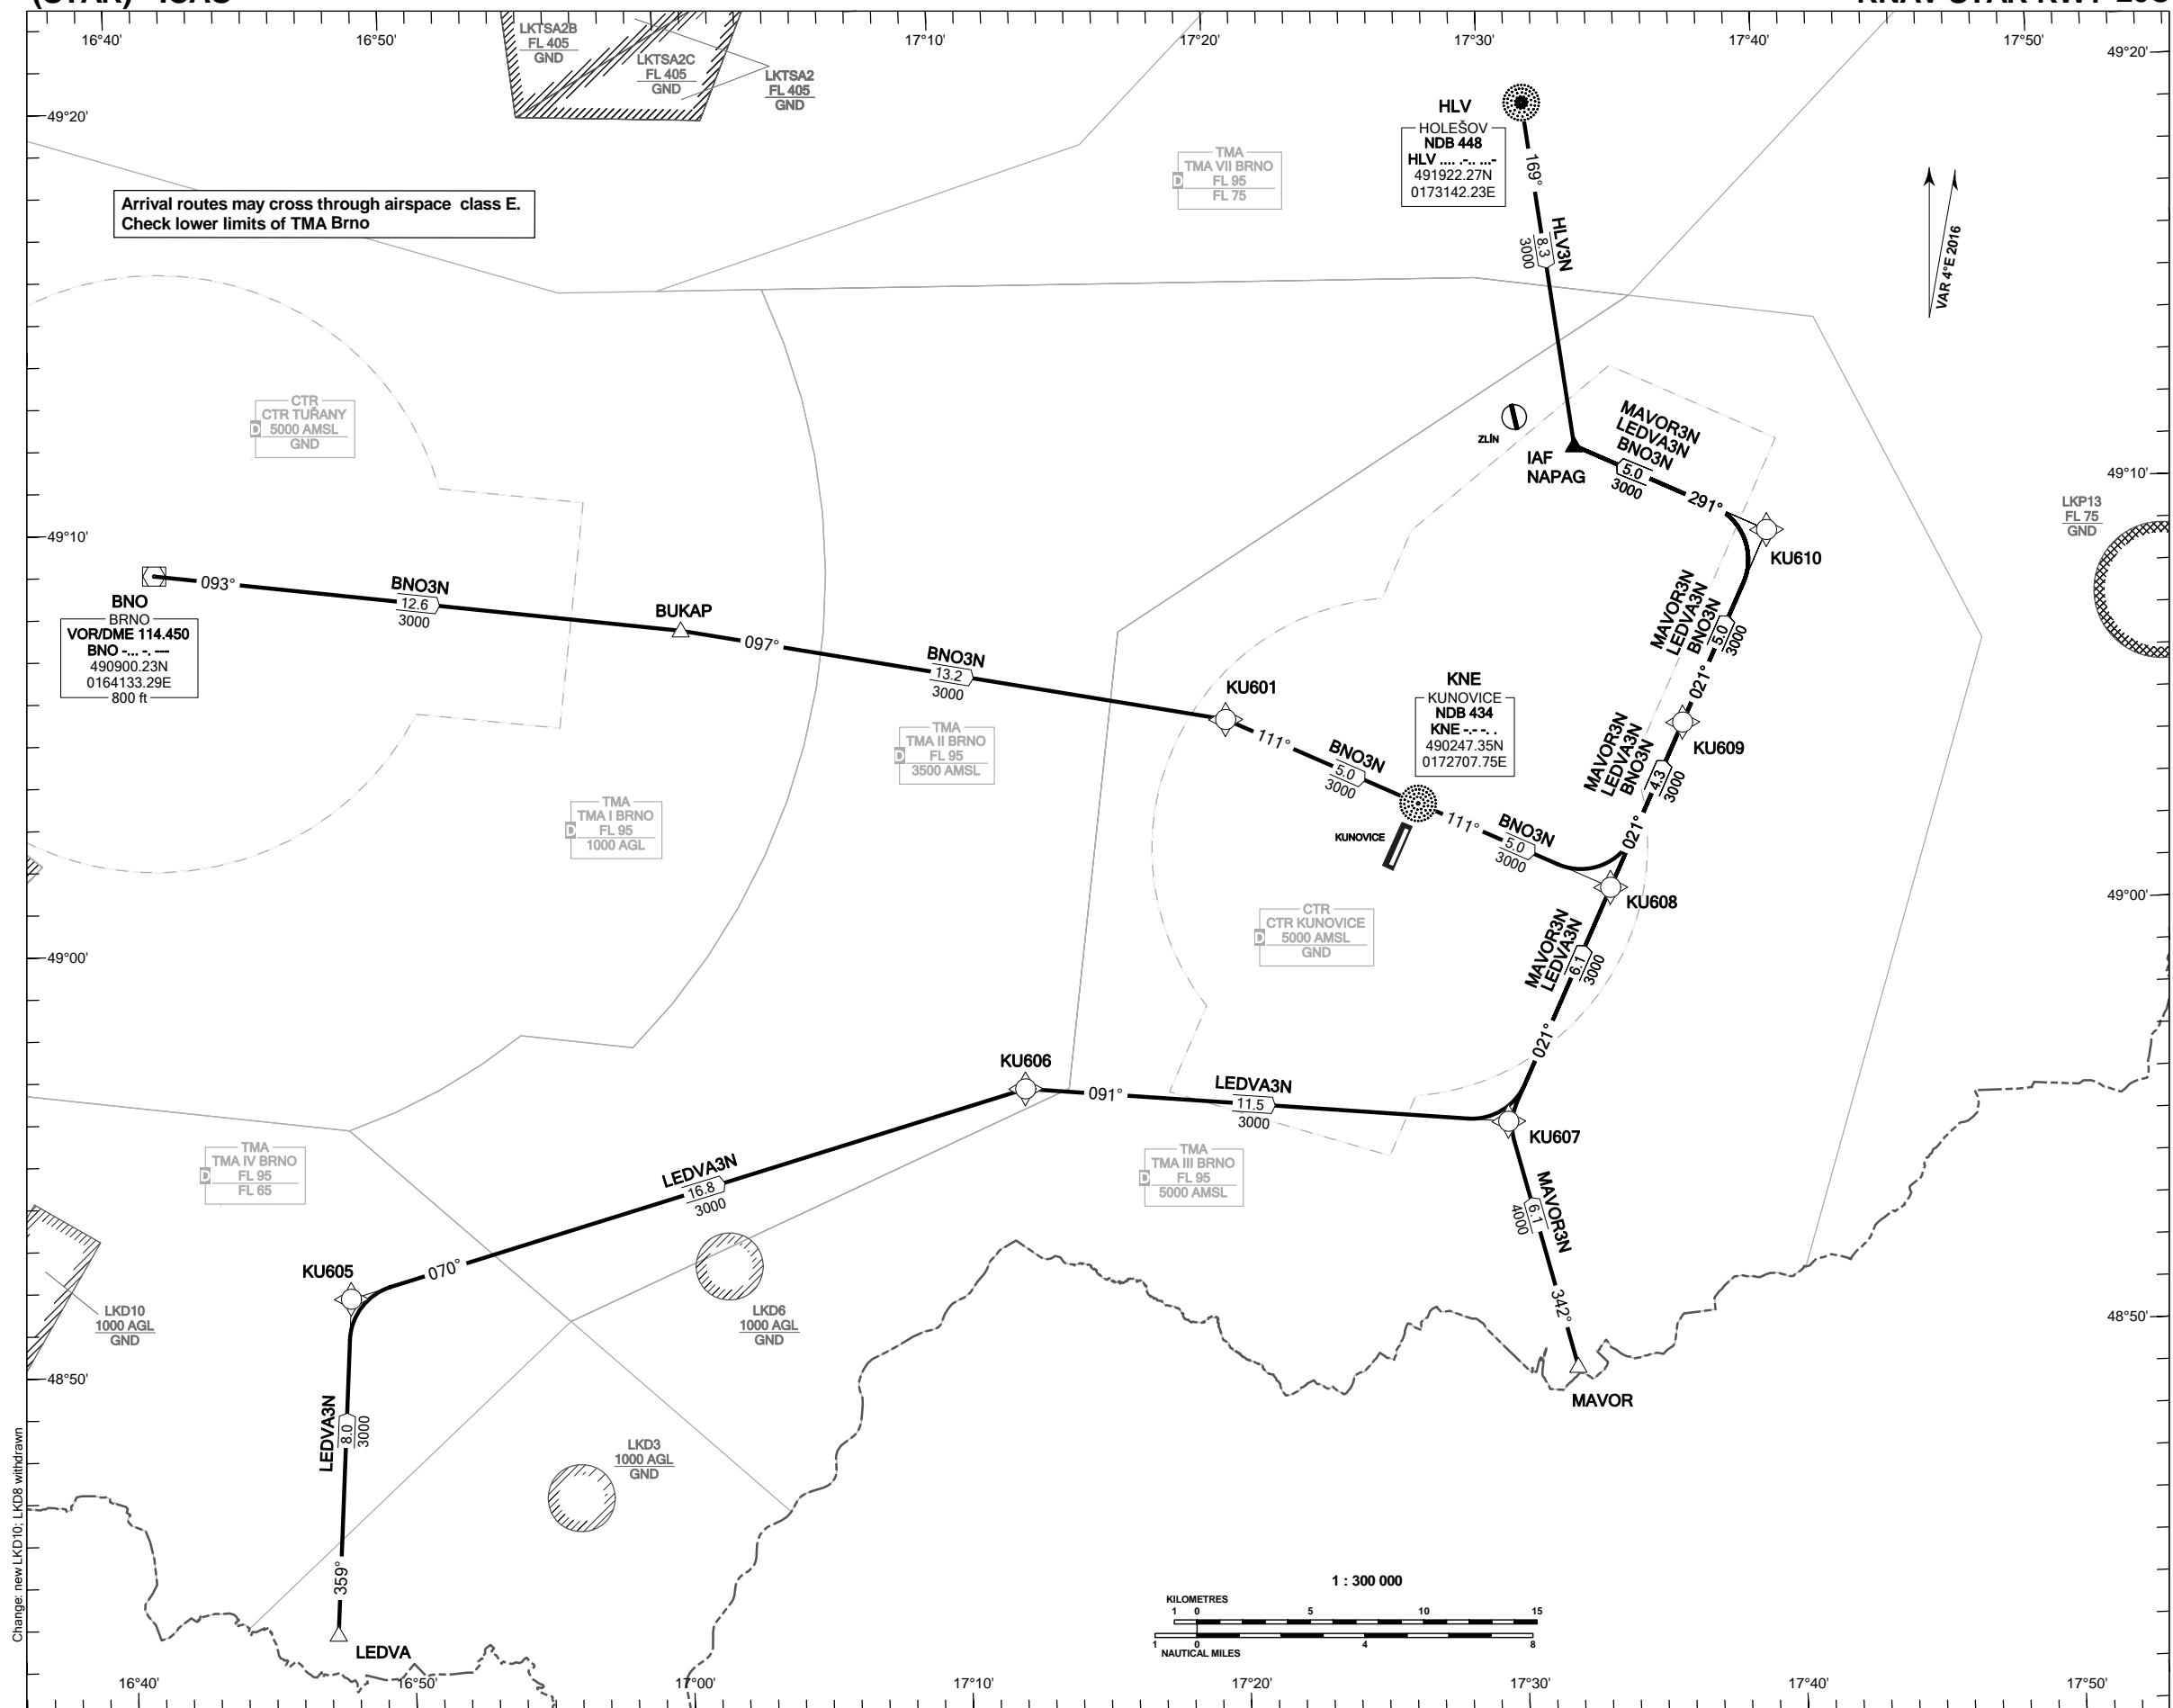 16°40'
16°50'
17°10'
17°20'
17°30'
17°40'
17°50'
49°20'
49°20'
LKTSA2B
FL 405
GND
LKTSA2C
FL 405
GND
LKTSA2
FL 405
GND
Arrival routes may cross through airspace class E.
Check lower limits of TMA Brno
TMA
TMA VII BRNO
D
FL 95
FL 75
HLV
HOLEŠOV
NDB 448
HLV .... .-.. ...-
491922.27N
0173142.23E
169°
HLV3N
8.3
3000
VAR 4°E 2016
CTR
CTR TUŘANY
D
5000 AMSL
GND
ZLÍN
IAF
NAPAG
MAVOR3N
LEDVA3N
BNO3N
5.0
3000
291°
49°10'
49°10'
LKP13
FL 75
GND
KU610
BNO
BRNO
VOR/DME 114.450
BNO -... -. ---
490900.23N
0164133.29E
800 ft
093°
BNO3N
12.6
3000
BUKAP
097°
BNO3N
13.2
3000
KU601
111°
BNO3N
5.0
3000
KNE
KUNOVICE
NDB 434
KNE -.- -. .
490247.35N
0172707.75E
KUNOVICE
111°
BNO3N
5.0
3000
MAVOR3N
LEDVA3N
BNO3N
5.0
3000
021°
KU609
MAVOR3N
LEDVA3N
BNO3N
4.3
3000
021°
KU608
TMA
TMA II BRNO
D
FL 95
3500 AMSL
TMA
TMA I BRNO
D
FL 95
1000 AGL
CTR
CTR KUNOVICE
D
5000 AMSL
GND
49°00'
49°00'
MAVOR3N
LEDVA3N
6.1
3000
021°
KU606
091°
LEDVA3N
11.5
3000
KU607
TMA
TMA IV BRNO
D
FL 95
FL 65
TMA
TMA III BRNO
D
FL 95
5000 AMSL
LEDVA3N
16.8
3000
070°
KU605
MAVOR3N
6.1
4000
342°
MAVOR
LKD10
1000 AGL
GND
LKD6
1000 AGL
GND
48°50'
48°50'
LEDVA3N
8.0
3000
359°
LEDVA
LKD3
1000 AGL
GND
Change: new LKD10; LKD8 withdrawn
1 : 300 000
KILOMETRES
1 0 5 10 15
1 0 4 8
NAUTICAL MILES
16°40'
16°50'
17°00'
17°10'
17°20'
17°30'
17°40'
17°50'